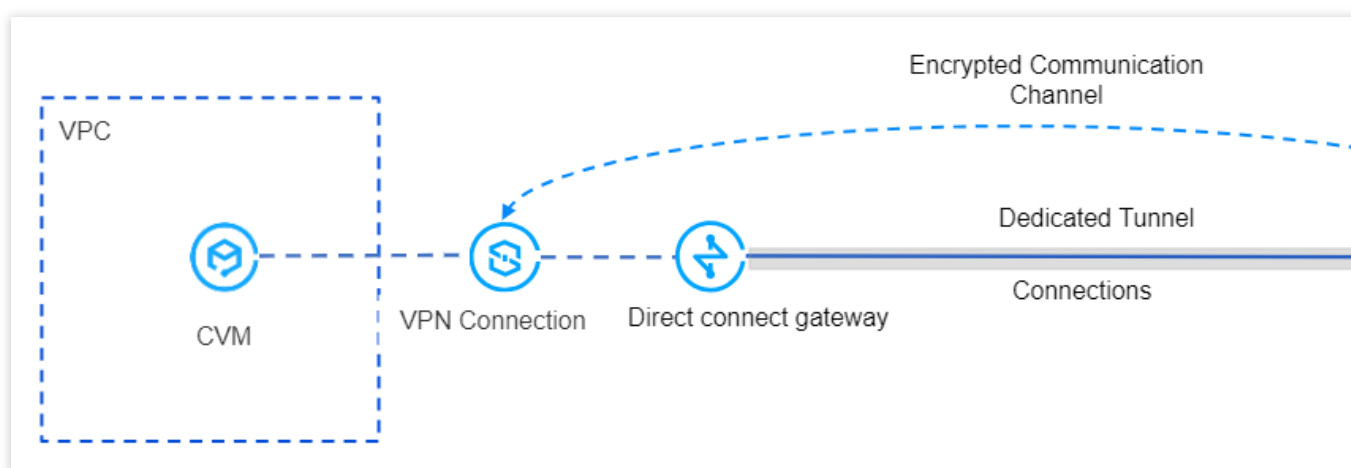 Encrypted Communication
Channel
VPC
Dedicated Tunnel
Connections
CVM
VPN Connection
Direct connect gateway